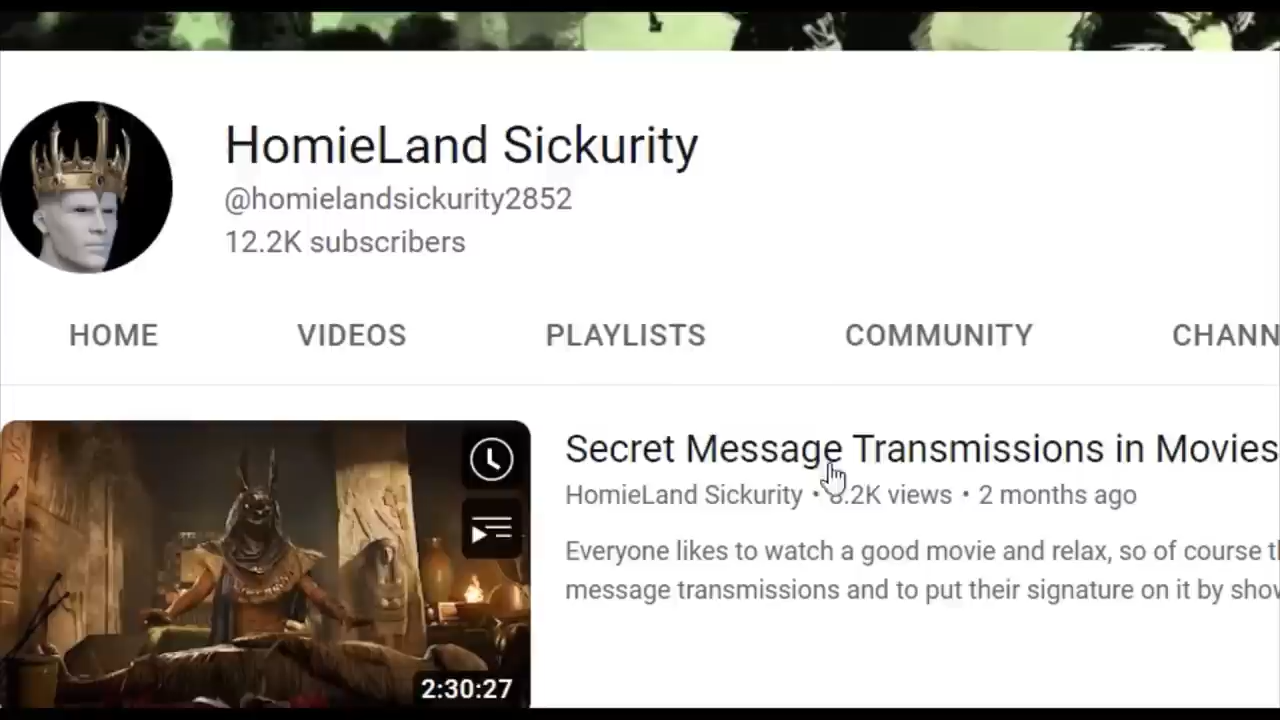 HomieLand Sickurity
@homielandsickurity2852
12.2K subscribers
HOME VIDEOS PLAYLISTS COMMUNITY CHANN
Secret Message Transmissions in Movies
HomieLand Sickurity • .2K views • 2 months ago
Everyone likes to watch a good movie and relax, so of course t
message transmissions and to put their signature on it by show
2:30:27